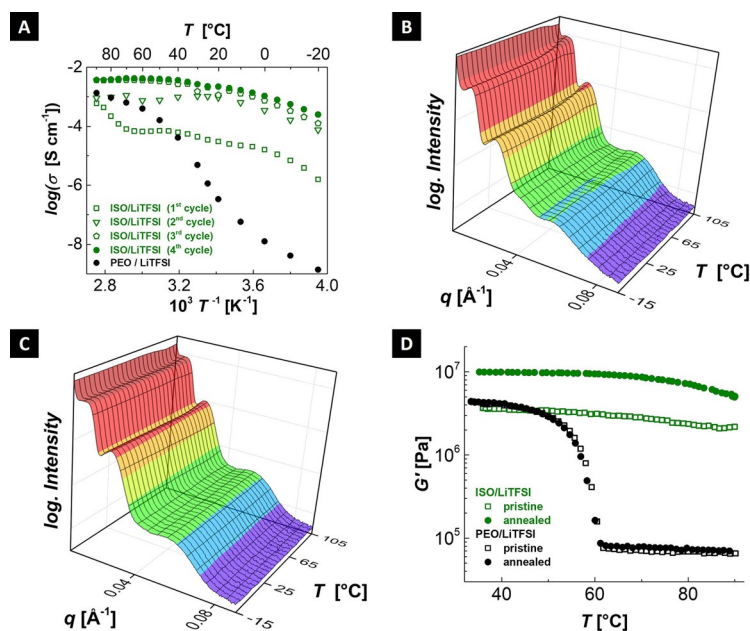 A
T [°C]
80 60 40 20 0 -20
-2
-4
-6
-8
log(σ [S cm⁻¹]
ISO/LiTFSI (1st cycle)
ISO/LiTFSI (2nd cycle)
ISO/LiTFSI (3rd cycle)
ISO/LiTFSI (4th cycle)
PEO / LiTFSI
2.8 3.2 3.6 4.0
10³ T⁻¹ [K⁻¹]
B
log. Intensity
0.04
0.08
q [Å⁻¹]
-15
25
65
105
T [°C]
C
log. Intensity
0.04
0.08
q [Å⁻¹]
-15
25
65
105
T [°C]
D
10⁷
10⁶
10⁵
G' [Pa]
ISO/LiTFSI
pristine
annealed
PEO/LiTFSI
pristine
annealed
40 60 80
T [°C]